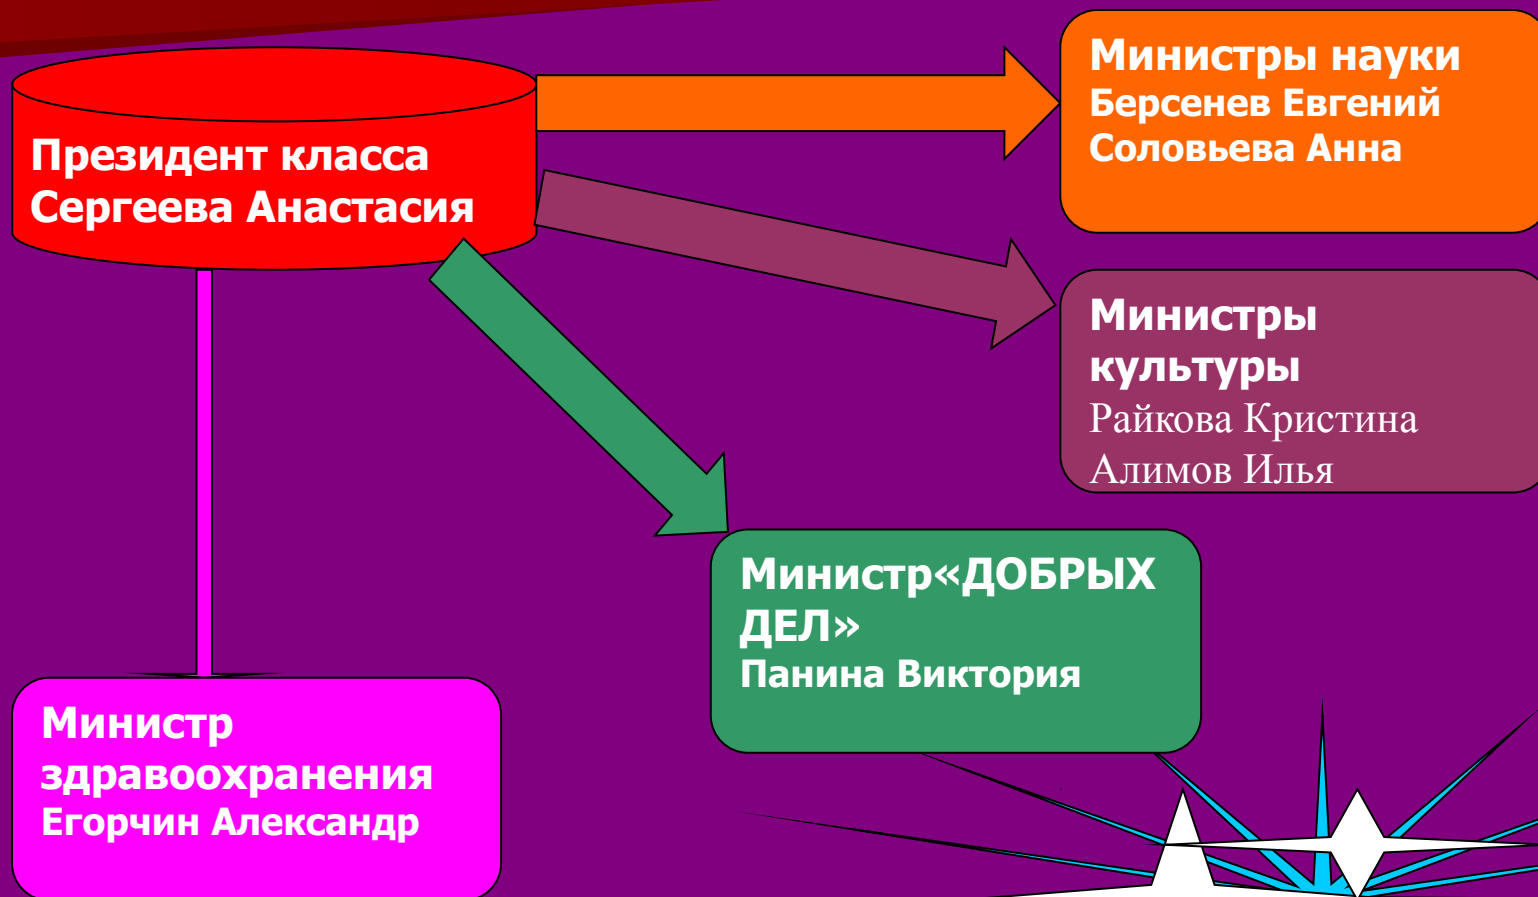 Президент класса
Сергеева Анастасия
Министры науки
Берсенев Евгений
Соловьева Анна
Министры
культуры
Райкова Кристина
Алимов Илья
Министр«ДОБРЫХ
ДЕЛ»
Панина Виктория
Министр
здравоохранения
Егорчин Александр